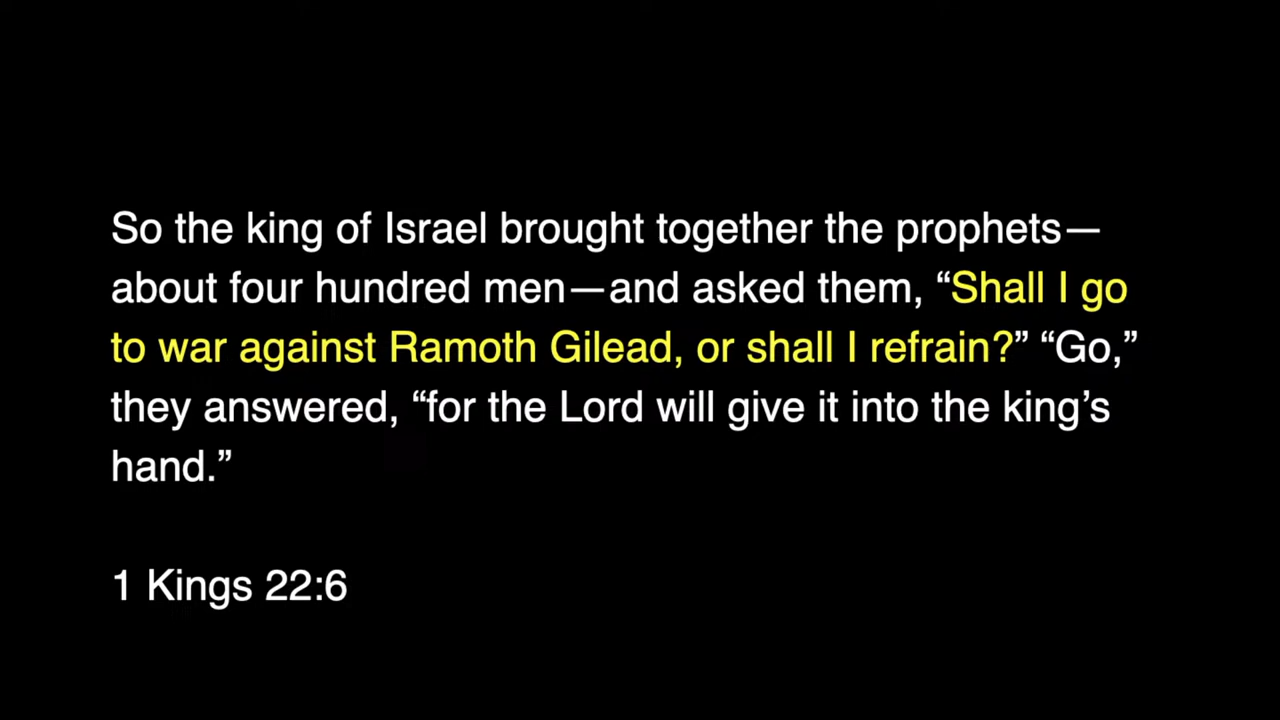 So the king of Israel brought together the prophets—
about four hundred men—and asked them, “Shall I go
to war against Ramoth Gilead, or shall I refrain?” “Go,”
they answered, “for the Lord will give it into the king’s
hand.”
1 Kings 22:6